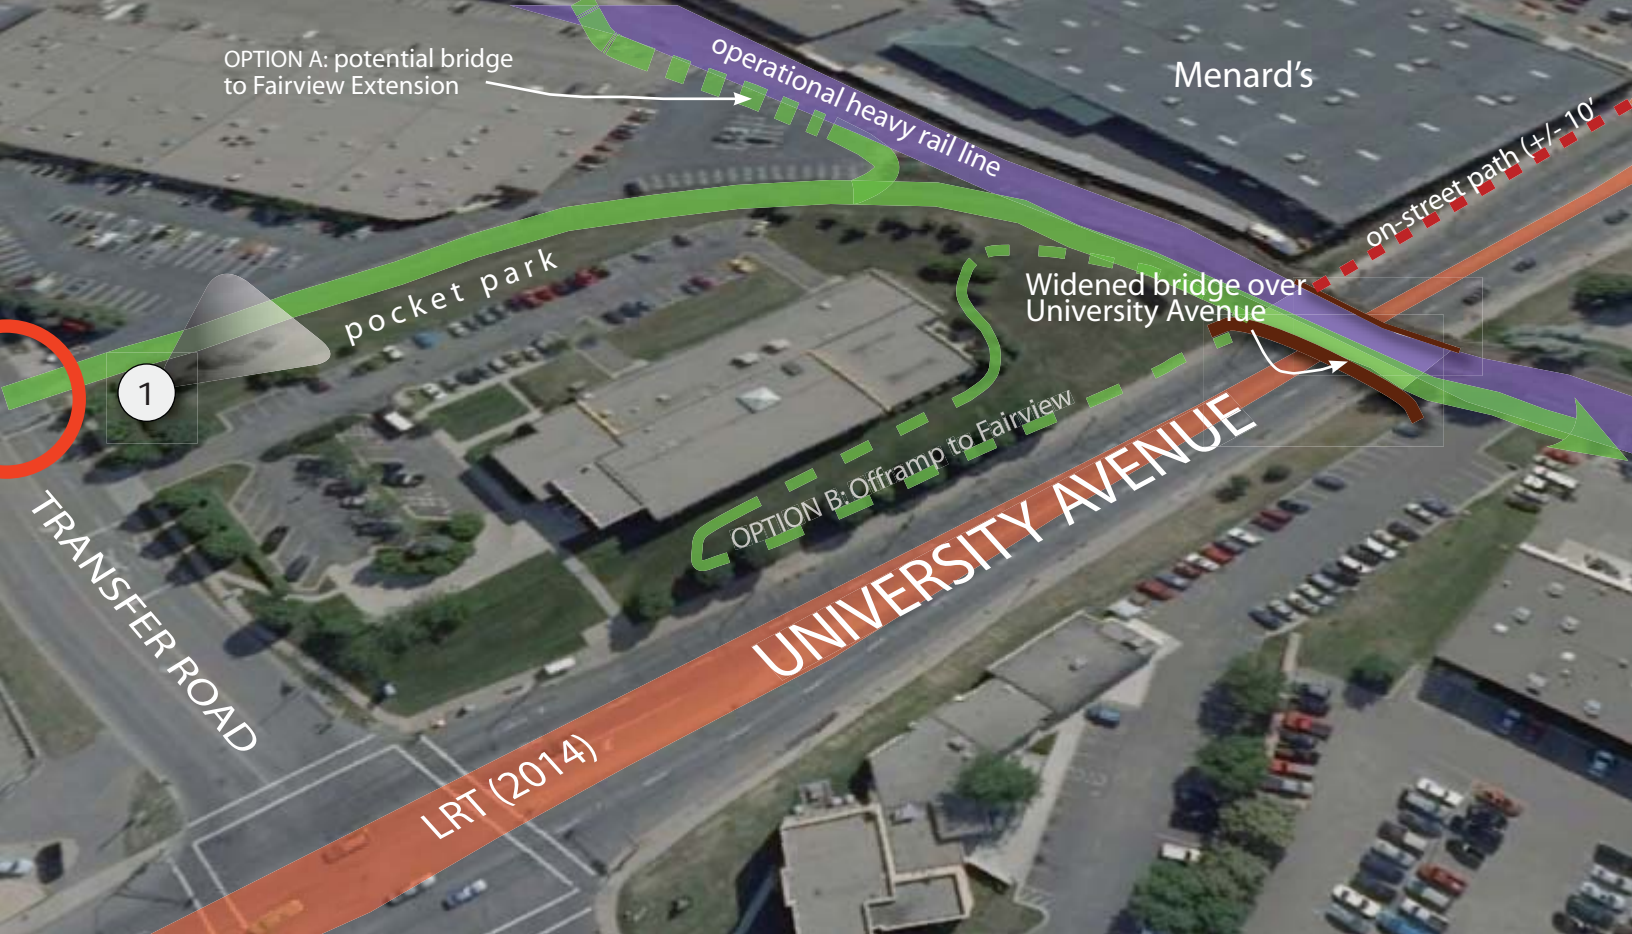 OPTION A: potential bridge
to Fairview Extension
operational heavy rail line
Menard's
on-street path (+/- 10'
pocket park
Widened bridge over
University Avenue
1
OPTION B: Offramp to Fairview
UNIVERSITY AVENUE
TRANSFER ROAD
LRT (2014)